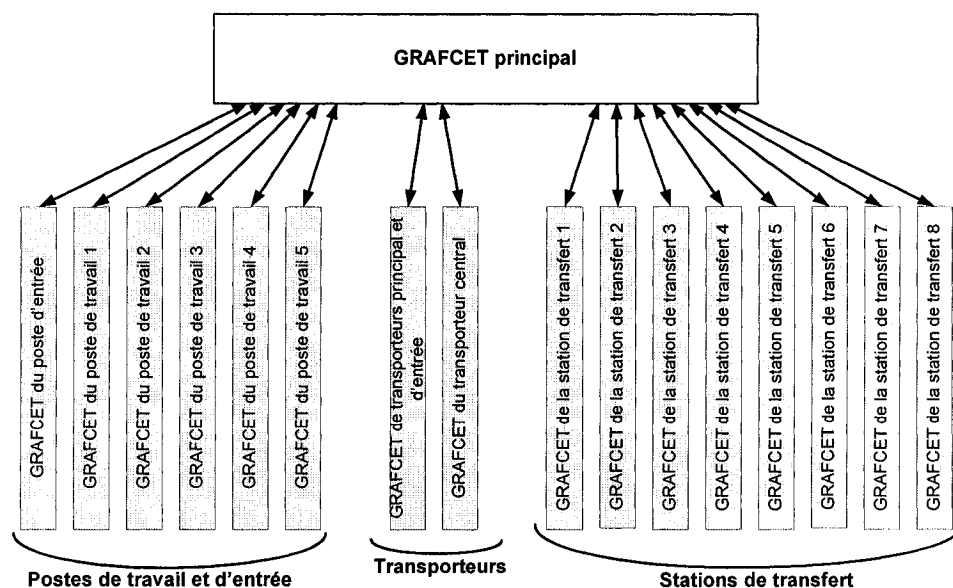 GRAFCET principal
GRAFCET du poste d'entrée
GRAFCET du poste de travail 1
GRAFCET du poste de travail 2
GRAFCET du poste de travail 3
GRAFCET du poste de travail 4
GRAFCET du poste de travail 5
GRAFCET de transporteurs principal et
d'entrée
GRAFCET du transporteur central
GRAFCET de la station de transfert 1
GRAFCET de la station de transfert 2
GRAFCET de la station de transfert 3
GRAFCET de la station de transfert 4
GRAFCET de la station de transfert 5
GRAFCET de la station de transfert 6
GRAFCET de la station de transfert 7
GRAFCET de la station de transfert 8
Postes de travail et d'entrée
Transporteurs
Stations de transfert